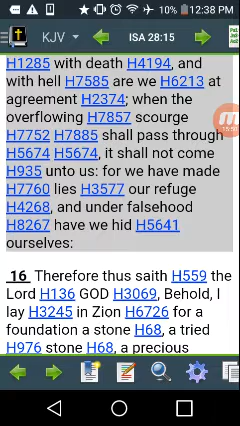 10% 12:38 PM
KJV ISA 28:15
H1285 with death H4194, and
with hell H7585 are we H6213 at
agreement H2374; when the
overflowing H7857 scourge
H7752 H7885 shall pass through
H5674 H5674, it shall not come
H935 unto us: for we have made
H7760 lies H3577 our refuge
H4268, and under falsehood
H8267 have we hid H5641
ourselves:
16 Therefore thus saith H559 the
Lord H136 GOD H3069, Behold, I
lay H3245 in Zion H6726 for a
foundation a stone H68, a tried
H976 stone H68, a precious